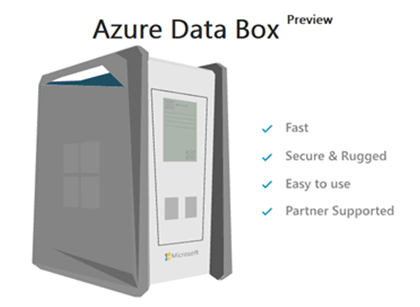 Azure Data Box Preview
Fast
Secure & Rugged
Easy to use
Partner Supported
Microsoft